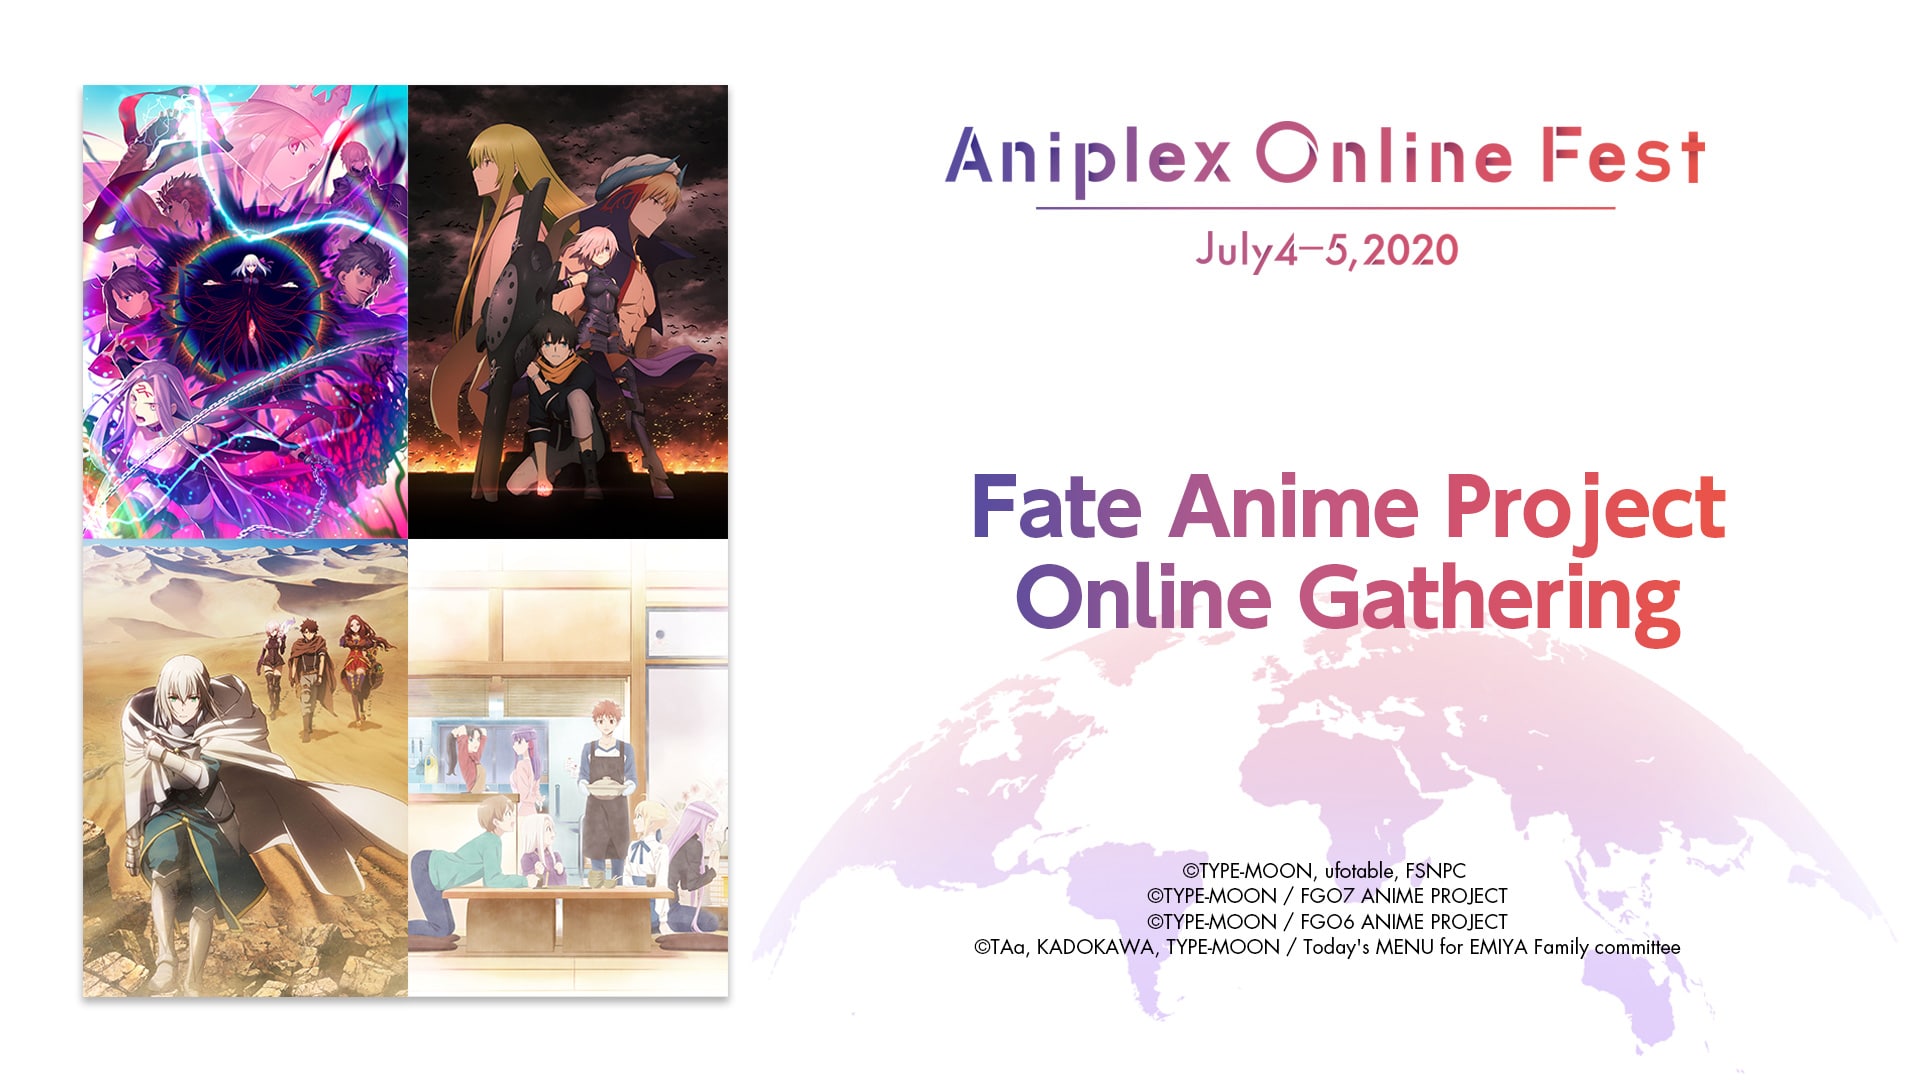 Aniplex Online Fest
July4–5,2020
Fate Anime Project
Online Gathering
©TYPE-MOON, ufotable, FSNPC
©TYPE-MOON / FGO7 ANIME PROJECT
©TYPE-MOON / FGO6 ANIME PROJECT
©TAa, KADOKAWA, TYPE-MOON / Today's MENU for EMIYA Family committee